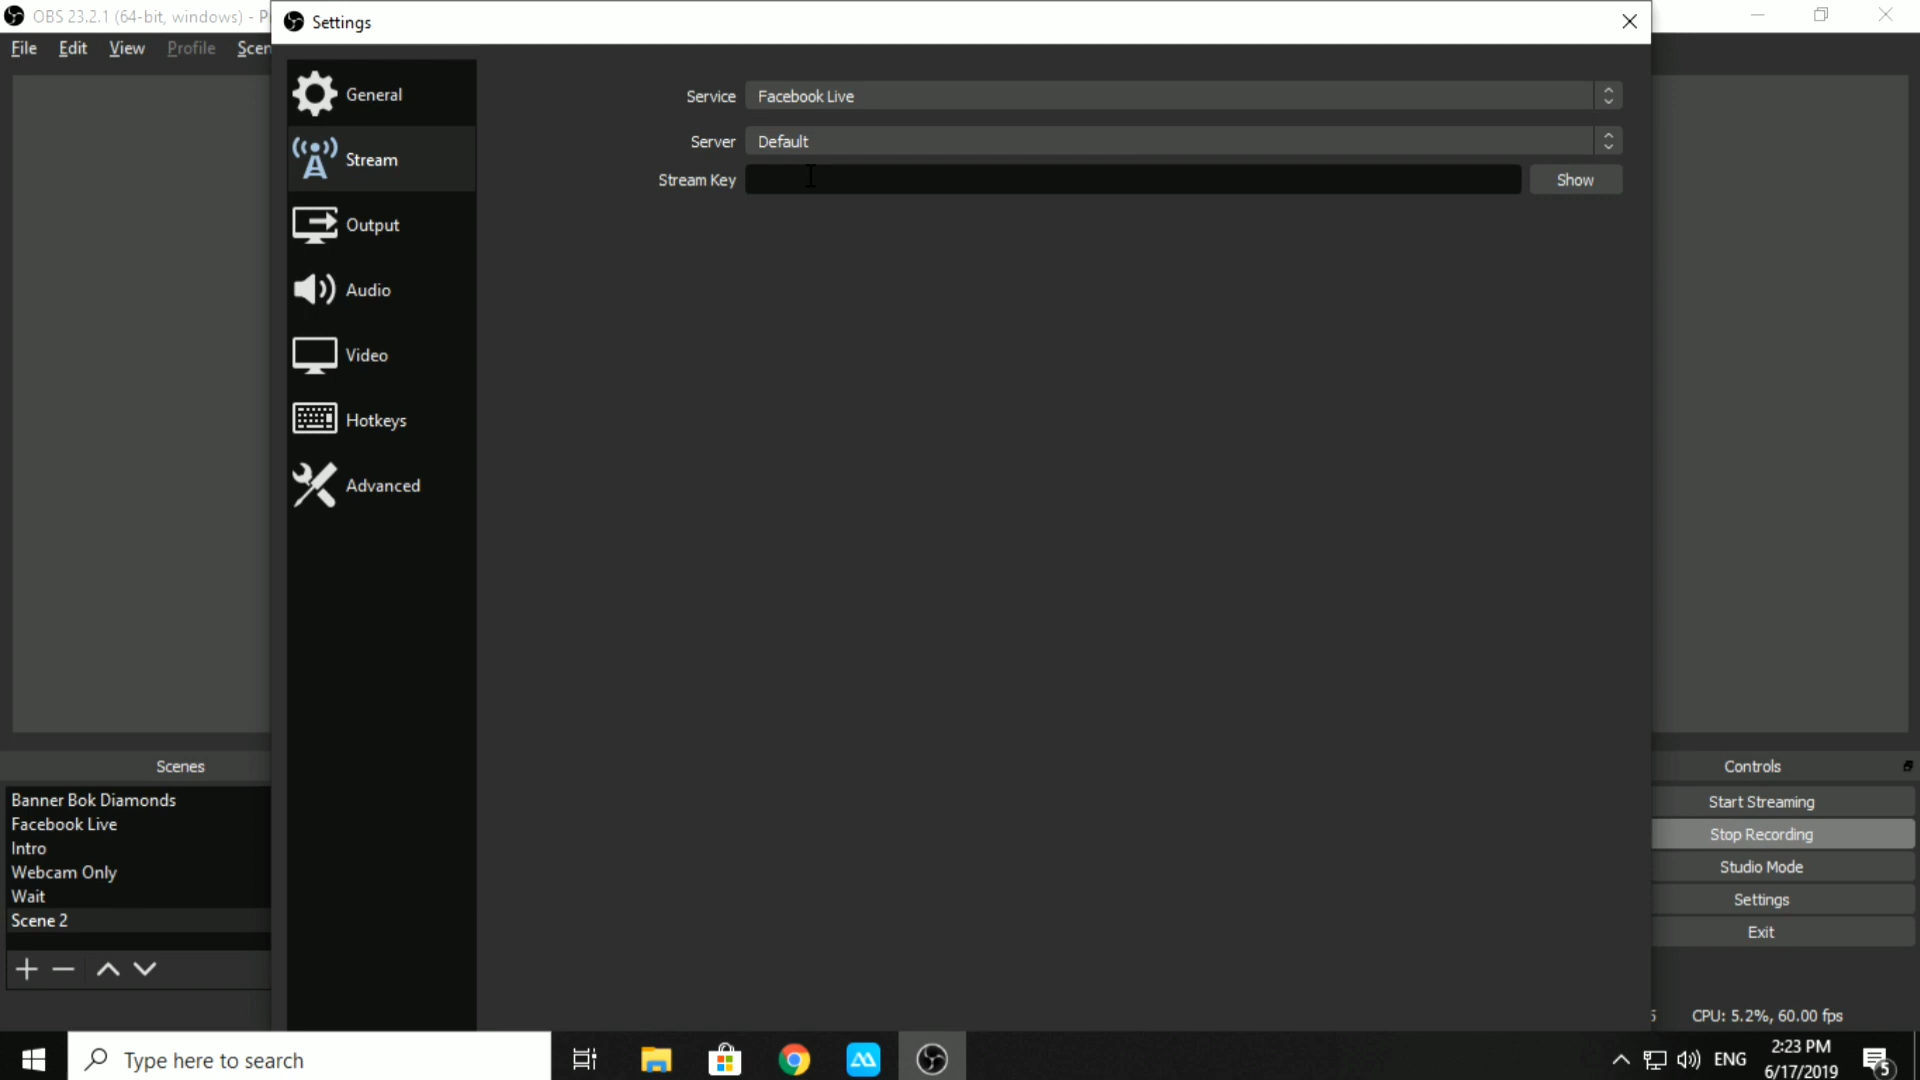 OBS 23.2.1 (64-bit, windows) - P
Settings
File Edit View Profile Scen
General
Stream
Output
Audio
Video
Hotkeys
Advanced
Service Facebook Live
Server Default
Stream Key Show
Scenes
Banner Bok Diamonds
Facebook Live
Intro
Webcam Only
Wait
Scene 2
Controls
Start Streaming
Stop Recording
Studio Mode
Settings
Exit
CPU: 5.2%, 60.00 fps
Type here to search
ENG
2:23 PM
6/17/2019
5